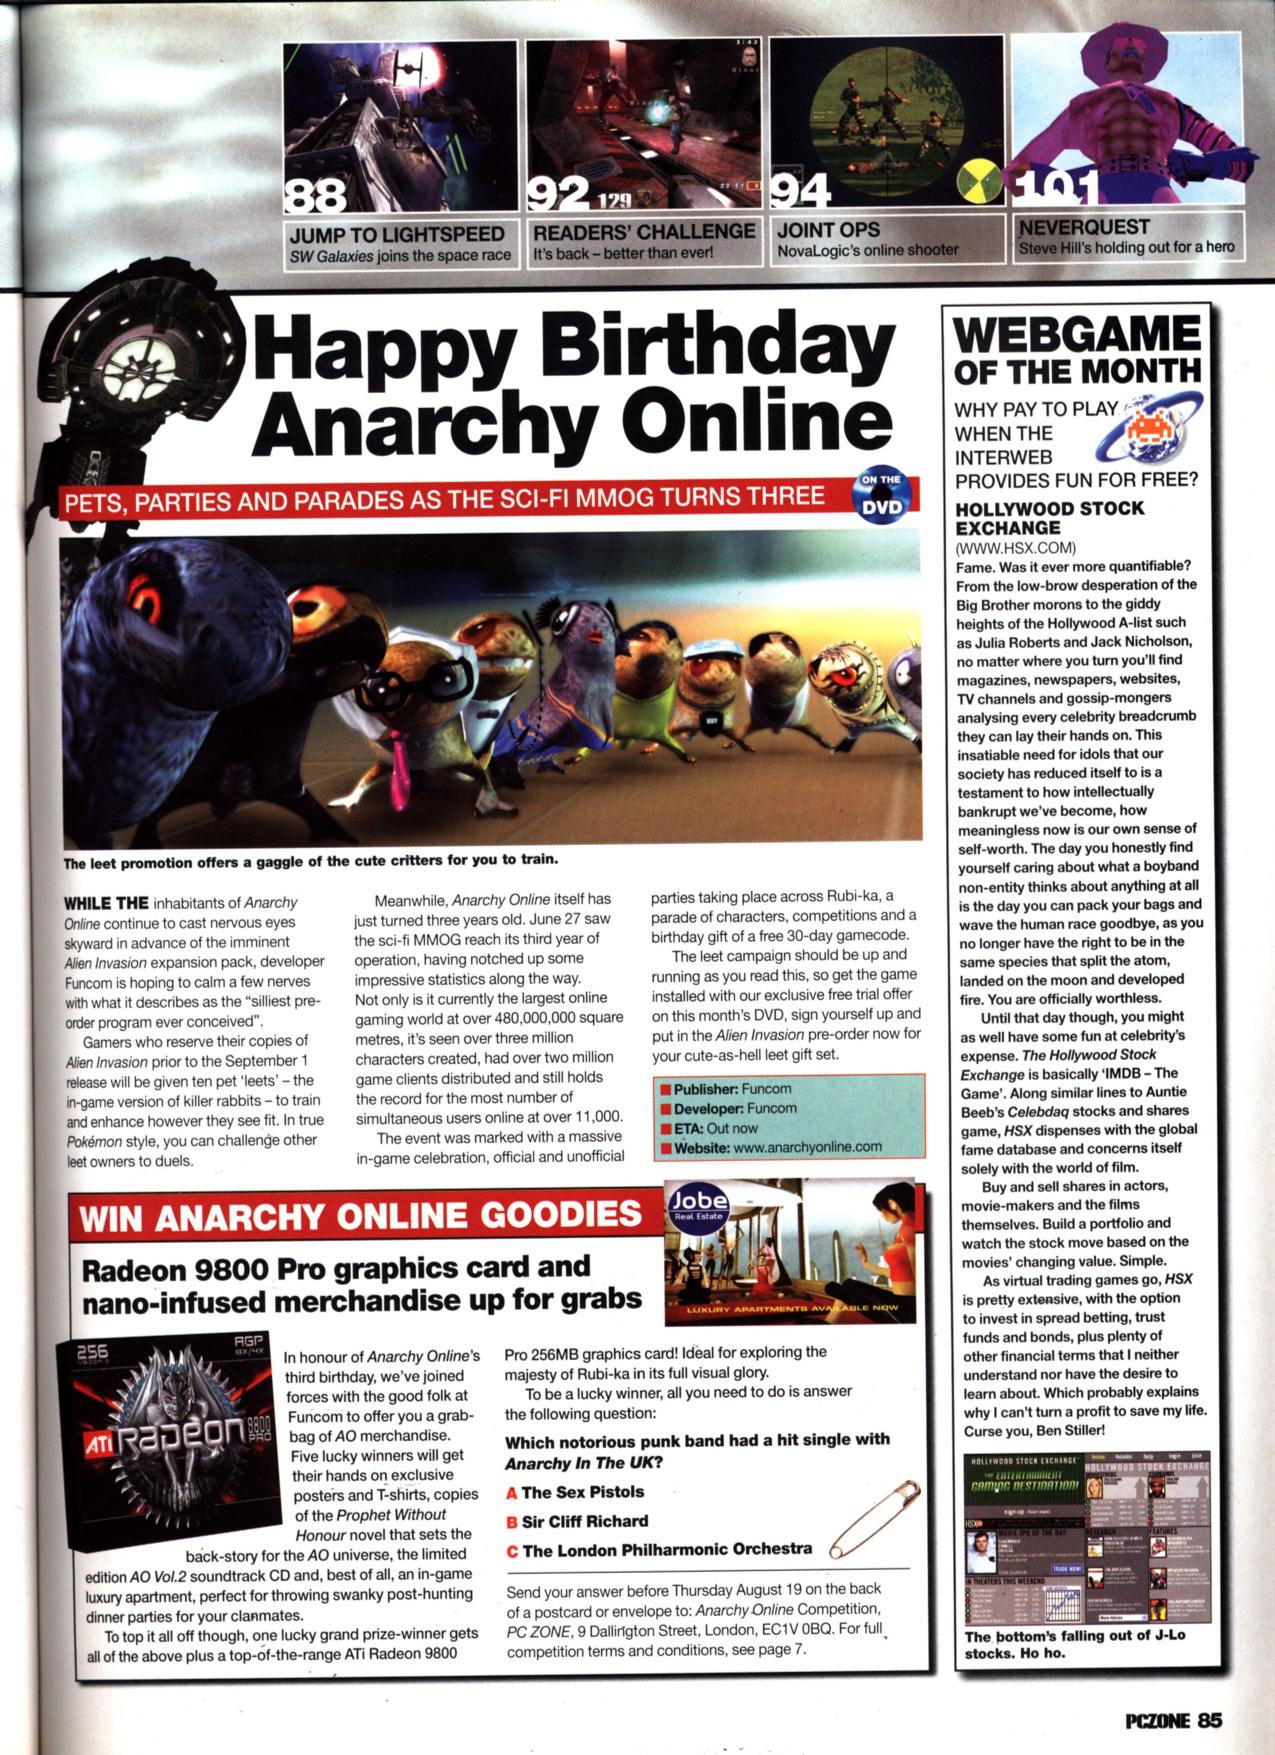 88
JUMP TO LIGHTSPEED
SW Galaxies joins the space race
92
129
READERS' CHALLENGE
It's back – better than ever!
94
JOINT OPS
NovaLogic's online shooter
101
NEVERQUEST
Steve Hill's holding out for a hero
Happy Birthday
Anarchy Online
PETS, PARTIES AND PARADES AS THE SCI-FI MMOG TURNS THREE
ON THE
DVD
The leet promotion offers a gaggle of the cute critters for you to train.
WHILE THE inhabitants of Anarchy
Online continue to cast nervous eyes
skyward in advance of the imminent
Alien Invasion expansion pack, developer
Funcom is hoping to calm a few nerves
with what it describes as the "silliest pre-
order program ever conceived".
Gamers who reserve their copies of
Alien Invasion prior to the September 1
release will be given ten pet 'leets' – the
in-game version of killer rabbits – to train
and enhance however they see fit. In true
Pokémon style, you can challenge other
leet owners to duels.
Meanwhile, Anarchy Online itself has
just turned three years old. June 27 saw
the sci-fi MMOG reach its third year of
operation, having notched up some
impressive statistics along the way.
Not only is it currently the largest online
gaming world at over 480,000,000 square
metres, it's seen over three million
characters created, had over two million
game clients distributed and still holds
the record for the most number of
simultaneous users online at over 11,000.
The event was marked with a massive
in-game celebration, official and unofficial
parties taking place across Rubi-ka, a
parade of characters, competitions and a
birthday gift of a free 30-day gamecode.
The leet campaign should be up and
running as you read this, so get the game
installed with our exclusive free trial offer
on this month's DVD, sign yourself up and
put in the Alien Invasion pre-order now for
your cute-as-hell leet gift set.
Publisher: Funcom
Developer: Funcom
ETA: Out now
Website: www.anarchyonline.com
WIN ANARCHY ONLINE GOODIES
Jobe
Real Estate
LUXURY APARTMENTS AVAILABLE NOW
Radeon 9800 Pro graphics card and
nano-infused merchandise up for grabs
256
AGP
8X/4X
ATi RADEON 9800
PRO
In honour of Anarchy Online's
third birthday, we've joined
forces with the good folk at
Funcom to offer you a grab-
bag of AO merchandise.
Five lucky winners will get
their hands on exclusive
posters and T-shirts, copies
of the Prophet Without
Honour novel that sets the
back-story for the AO universe, the limited
edition AO Vol.2 soundtrack CD and, best of all, an in-game
luxury apartment, perfect for throwing swanky post-hunting
dinner parties for your clanmates.
To top it all off though, one lucky grand prize-winner gets
all of the above plus a top-of-the-range ATi Radeon 9800
Pro 256MB graphics card! Ideal for exploring the
majesty of Rubi-ka in its full visual glory.
To be a lucky winner, all you need to do is answer
the following question:
Which notorious punk band had a hit single with
Anarchy In The UK?
A The Sex Pistols
B Sir Cliff Richard
C The London Philharmonic Orchestra
Send your answer before Thursday August 19 on the back
of a postcard or envelope to: Anarchy Online Competition,
PC ZONE, 9 Dallington Street, London, EC1V 0BQ. For full
competition terms and conditions, see page 7.
WEBGAME
OF THE MONTH
WHY PAY TO PLAY
WHEN THE
INTERWEB
PROVIDES FUN FOR FREE?
HOLLYWOOD STOCK
EXCHANGE
(WWW.HSX.COM)
Fame. Was it ever more quantifiable?
From the low-brow desperation of the
Big Brother morons to the giddy
heights of the Hollywood A-list such
as Julia Roberts and Jack Nicholson,
no matter where you turn you'll find
magazines, newspapers, websites,
TV channels and gossip-mongers
analysing every celebrity breadcrumb
they can lay their hands on. This
insatiable need for idols that our
society has reduced itself to is a
testament to how intellectually
bankrupt we've become, how
meaningless now is our own sense of
self-worth. The day you honestly find
yourself caring about what a boyband
non-entity thinks about anything at all
is the day you can pack your bags and
wave the human race goodbye, as you
no longer have the right to be in the
same species that split the atom,
landed on the moon and developed
fire. You are officially worthless.
Until that day though, you might
as well have some fun at celebrity's
expense. The Hollywood Stock
Exchange is basically 'IMDB – The
Game'. Along similar lines to Auntie
Beeb's Celebdaq stocks and shares
game, HSX dispenses with the global
fame database and concerns itself
solely with the world of film.
Buy and sell shares in actors,
movie-makers and the films
themselves. Build a portfolio and
watch the stock move based on the
movies' changing value. Simple.
As virtual trading games go, HSX
is pretty extensive, with the option
to invest in spread betting, trust
funds and bonds, plus plenty of
other financial terms that I neither
understand nor have the desire to
learn about. Which probably explains
why I can't turn a profit to save my life.
Curse you, Ben Stiller!
HOLLYWOOD STOCK EXCHANGE
THE ENTERTAINMENT
GAMING DESTINATION!
HOLLYWOOD STOCK EXCHANGE
MOVIE IPO OF THE DAY
TRADE NOW!
RESEARCH
FEATURES
IN THEATERS THIS WEEKEND
The bottom's falling out of J-Lo
stocks. Ho ho.
PCZONE 85